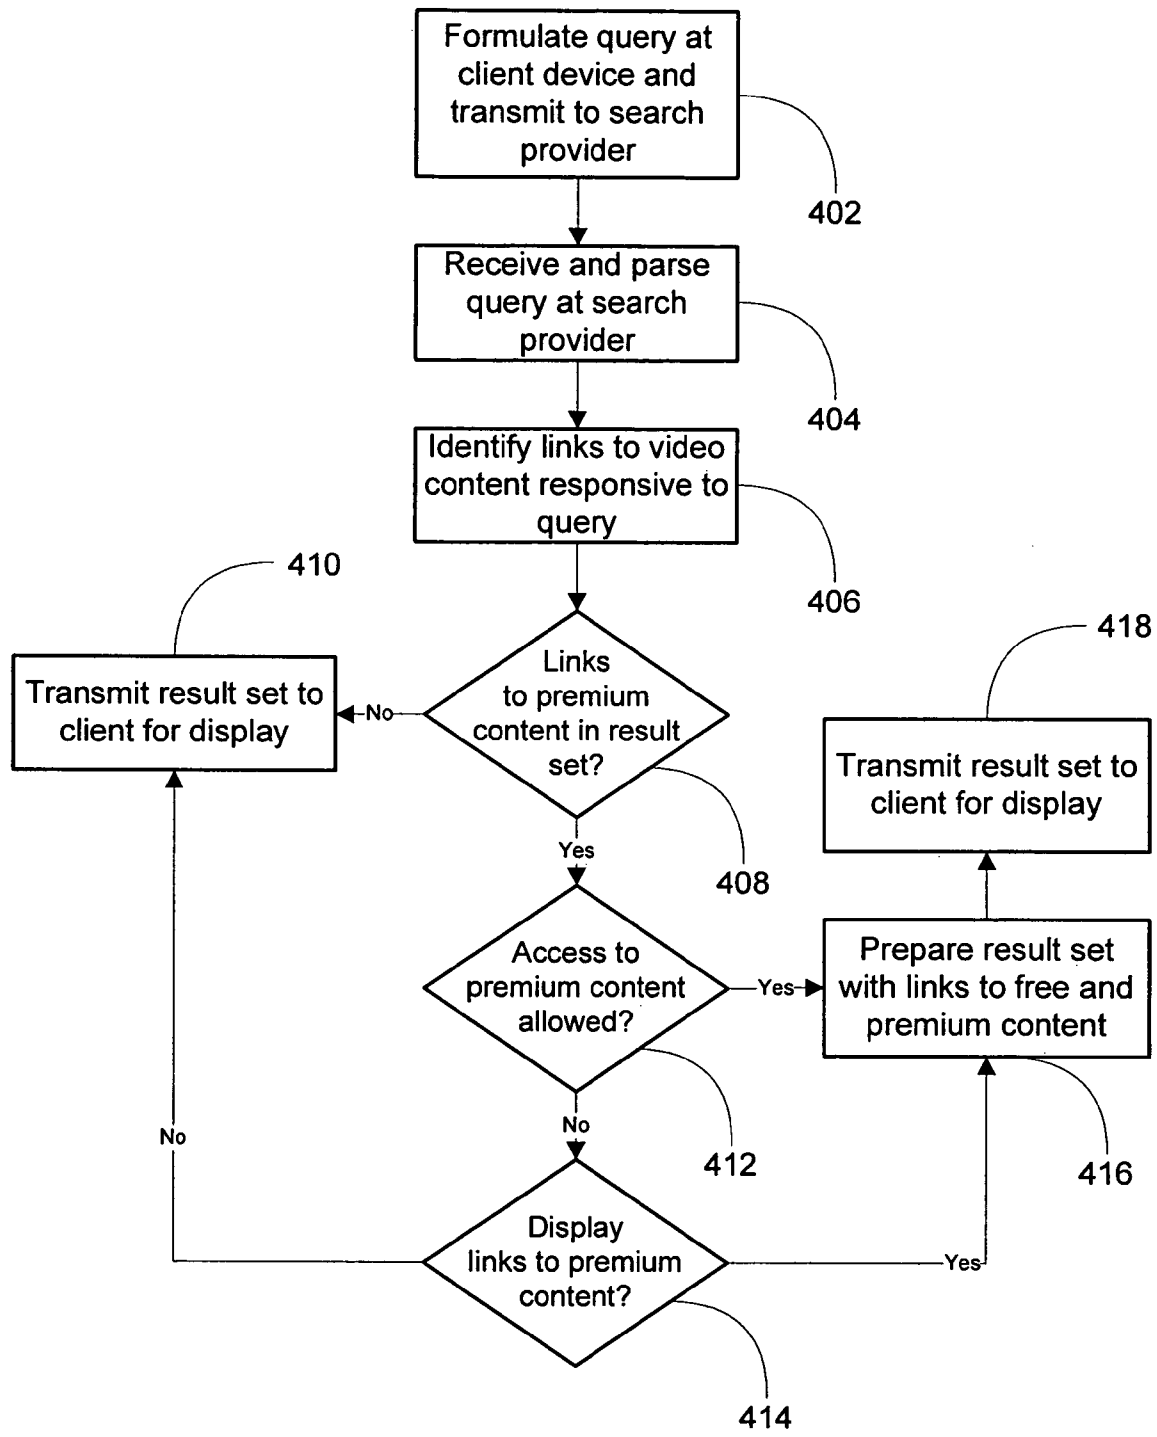 Formulate query at
client device and
transmit to search
provider
402
Receive and parse
query at search
provider
404
Identify links to video
content responsive to
query
406
410
418
Links
to premium
content in result
set?
Transmit result set to
client for display
No
Transmit result set to
client for display
Yes
408
Access to
premium content
allowed?
Yes
Prepare result set
with links to free and
premium content
No
No
412
416
Display
links to premium
content?
Yes
414